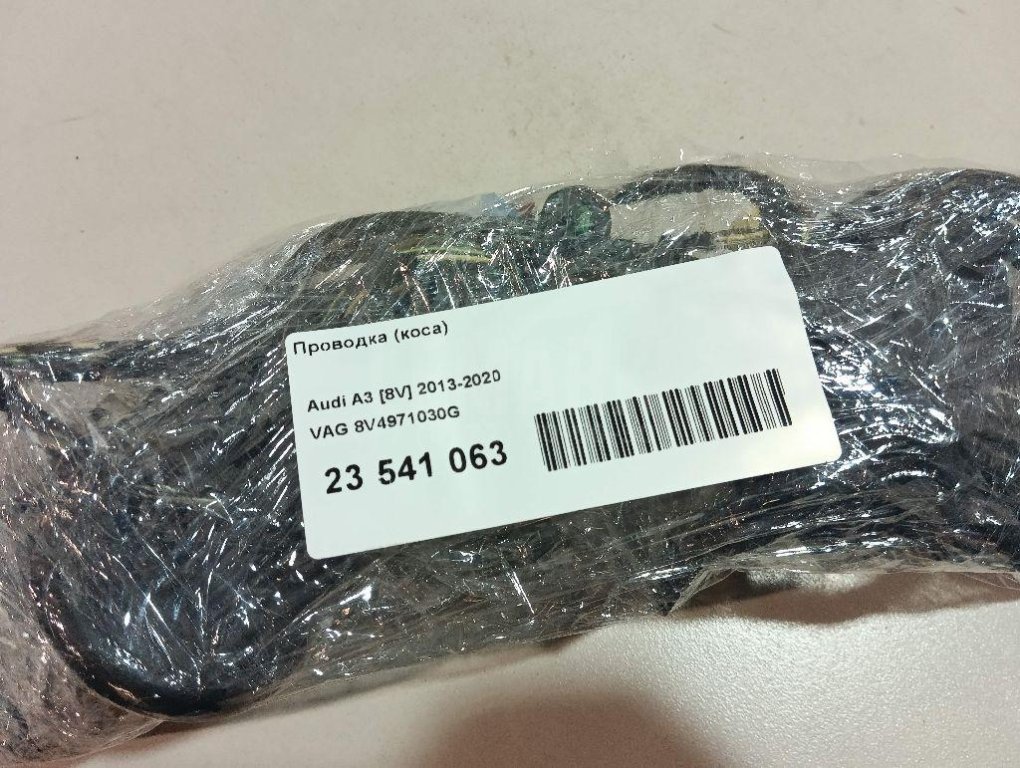 Проводка (коса)
Audi A3 [8V] 2013-2020
VAG 8V4971030G
23 541 063